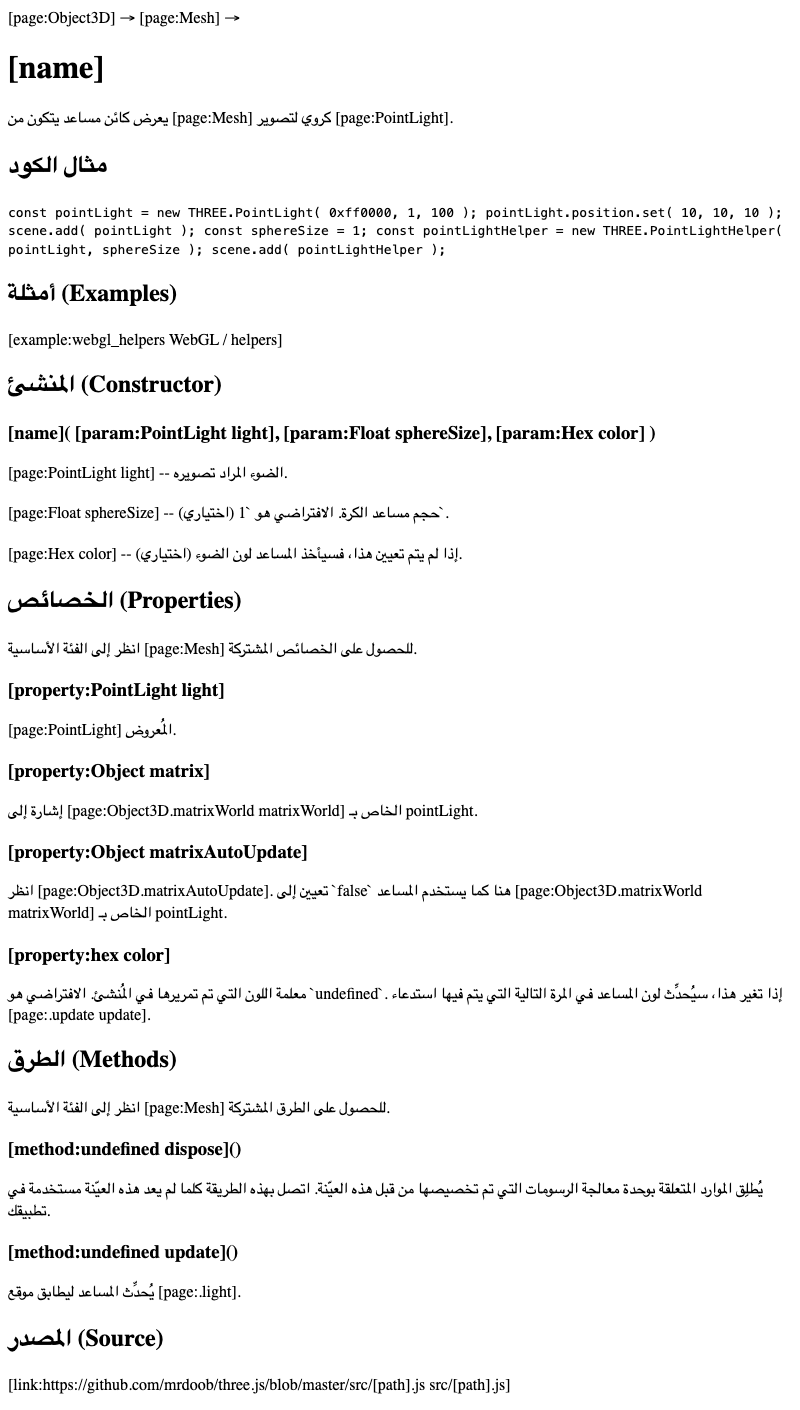 [page:Object3D] → [page:Mesh] →
[name]
يعرض كائن مساعد يتكون من [page:Mesh] كروي لتصوير [page:PointLight].
مثال الكود
const pointLight = new THREE.PointLight( 0xff0000, 1, 100 ); pointLight.position.set( 10, 10, 10 );
scene.add( pointLight ); const sphereSize = 1; const pointLightHelper = new THREE.PointLightHelper(
pointLight, sphereSize ); scene.add( pointLightHelper );
أمثلة (Examples)
[example:webgl_helpers WebGL / helpers]
المنشئ (Constructor)
[name]( [param:PointLight light], [param:Float sphereSize], [param:Hex color] )
[page:PointLight light] -- الضوء المراد تصويره.
[page:Float sphereSize] -- (اختياري) حجم مساعد الكرة. الافتراضي هو `1`.
[page:Hex color] -- (اختياري) إذا لم يتم تعيين هذا، فسيأخذ المساعد لون الضوء.
الخصائص (Properties)
انظر إلى الفئة الأساسية [page:Mesh] للحصول على الخصائص المشتركة.
[property:PointLight light]
[page:PointLight] المُعروض.
[property:Object matrix]
إشارة إلى [page:Object3D.matrixWorld matrixWorld] الخاص بـ pointLight.
[property:Object matrixAutoUpdate]
انظر [page:Object3D.matrixAutoUpdate]. تعيين إلى `false` هنا كما يستخدم المساعد [page:Object3D.matrixWorld
matrixWorld] الخاص بـ pointLight.
[property:hex color]
معلمة اللون التي تم تمريرها في المُنشئ. الافتراضي هو `undefined`. إذا تغير هذا، سيُحدِّث لون المساعد في المرة التالية التي يتم فيها استدعاء
[page:.update update].
الطرق (Methods)
انظر إلى الفئة الأساسية [page:Mesh] للحصول على الطرق المشتركة.
[method:undefined dispose]()
يُطلِق الموارد المتعلقة بوحدة معالجة الرسومات التي تم تخصيصها من قبل هذه العيّنة. اتصل بهذه الطريقة كلما لم يعد هذه العيّنة مستخدمة في
تطبيقك.
[method:undefined update]()
يُحدِّث المساعد ليطابق موقع [page:.light].
المصدر (Source)
[link:https://github.com/mrdoob/three.js/blob/master/src/[path].js src/[path].js]